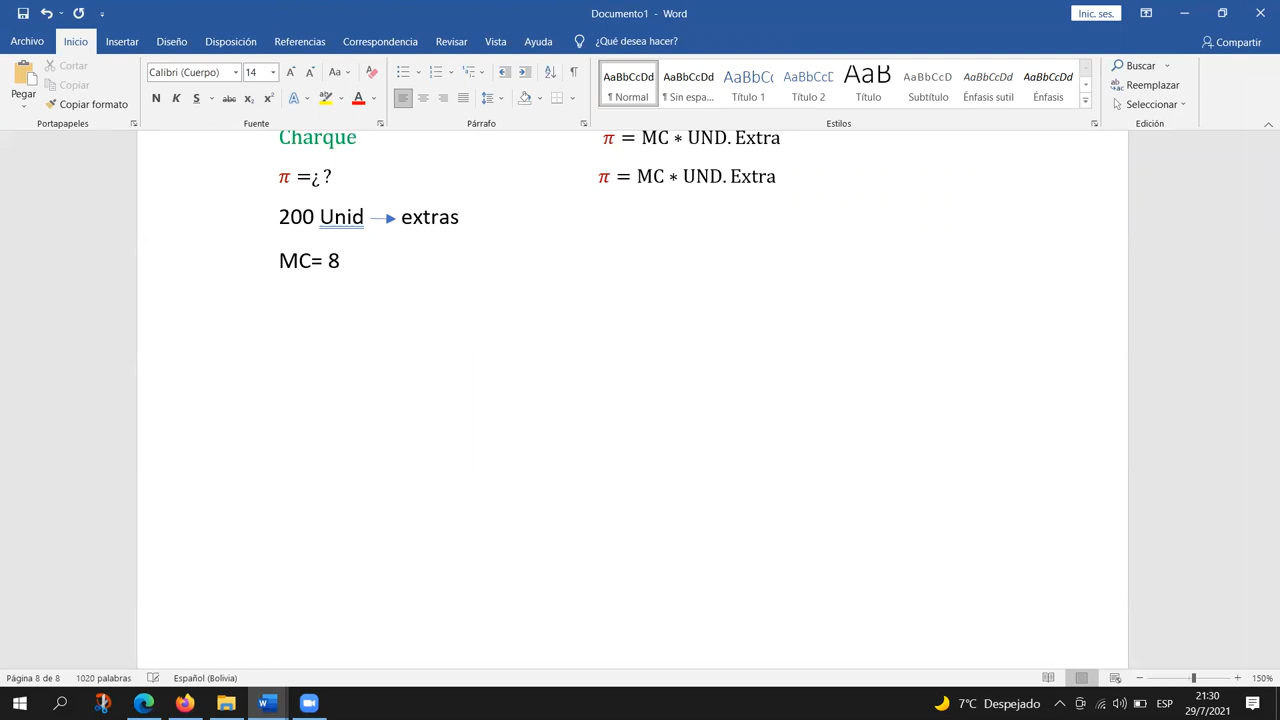 Documento1 - Word
Inic. ses.
Archivo Inicio Insertar Diseño Disposición Referencias Correspondencia Revisar Vista Ayuda ¿Qué desea hacer? Compartir
Pegar
Cortar
Copiar
Copiar formato
Portapapeles
Calibri (Cuerpo) 14
Aa
N K S abc x₂ x² A A
Fuente
Párrafo
AaBbCcDd AaBbCcDd AaBbCc AaBbCcD AaB AaBbCcD AaBbCcDd AaBbCcDd
¶ Normal ¶ Sin espa... Título 1 Título 2 Título Subtítulo Énfasis sutil Énfasis
Estilos
Buscar
Reemplazar
Seleccionar
Edición
Charque π = MC ∗ UND. Extra
π =¿ ? π = MC ∗ UND. Extra
200 Unid extras
MC= 8
Página 8 de 8 1020 palabras Español (Bolivia) 150%
7°C Despejado ESP 21:30
29/7/2021